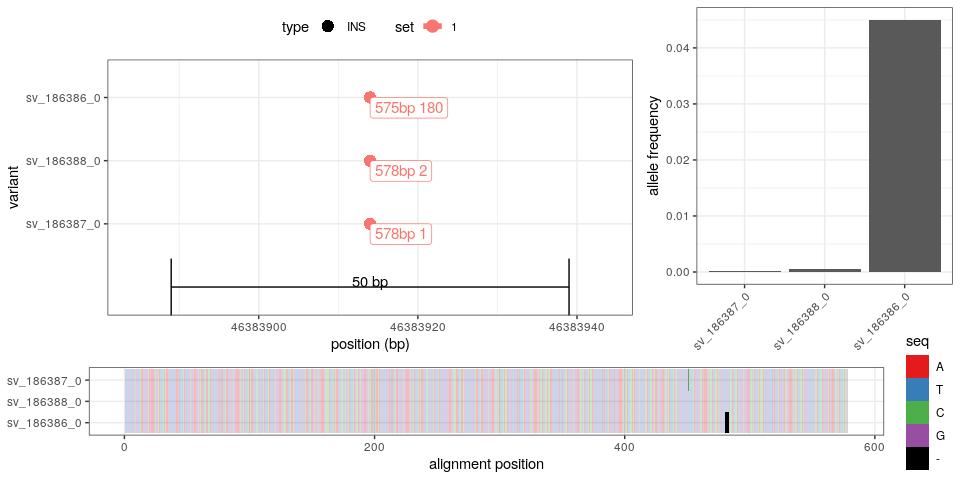 type INS set 1
variant
sv_186386_0
sv_186388_0
sv_186387_0
575bp 180
578bp 2
578bp 1
50 bp
46383900 46383920 46383940
position (bp)
allele frequency
0.04
0.03
0.02
0.01
0.00
sv_186387_0 sv_186388_0 sv_186386_0
sv_186387_0
sv_186388_0
sv_186386_0
0 200 400 600
alignment position
seq
A
T
C
G
-